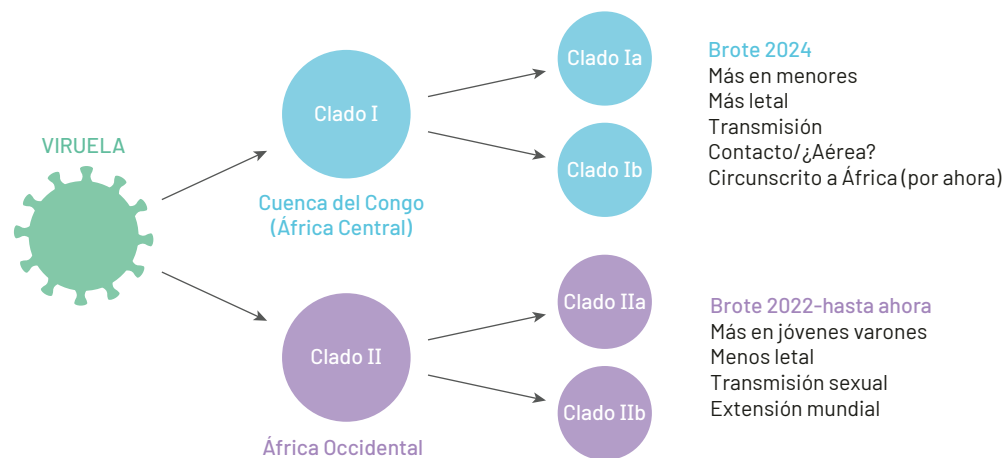 VIRUELA
Clado I
Cuenca del Congo
(África Central)
Clado Ia
Clado Ib
Brote 2024
Más en menores
Más letal
Transmisión
Contacto/¿Aérea?
Circunscrito a África (por ahora)
Clado II
África Occidental
Clado IIa
Clado IIb
Brote 2022-hasta ahora
Más en jóvenes varones
Menos letal
Transmisión sexual
Extensión mundial